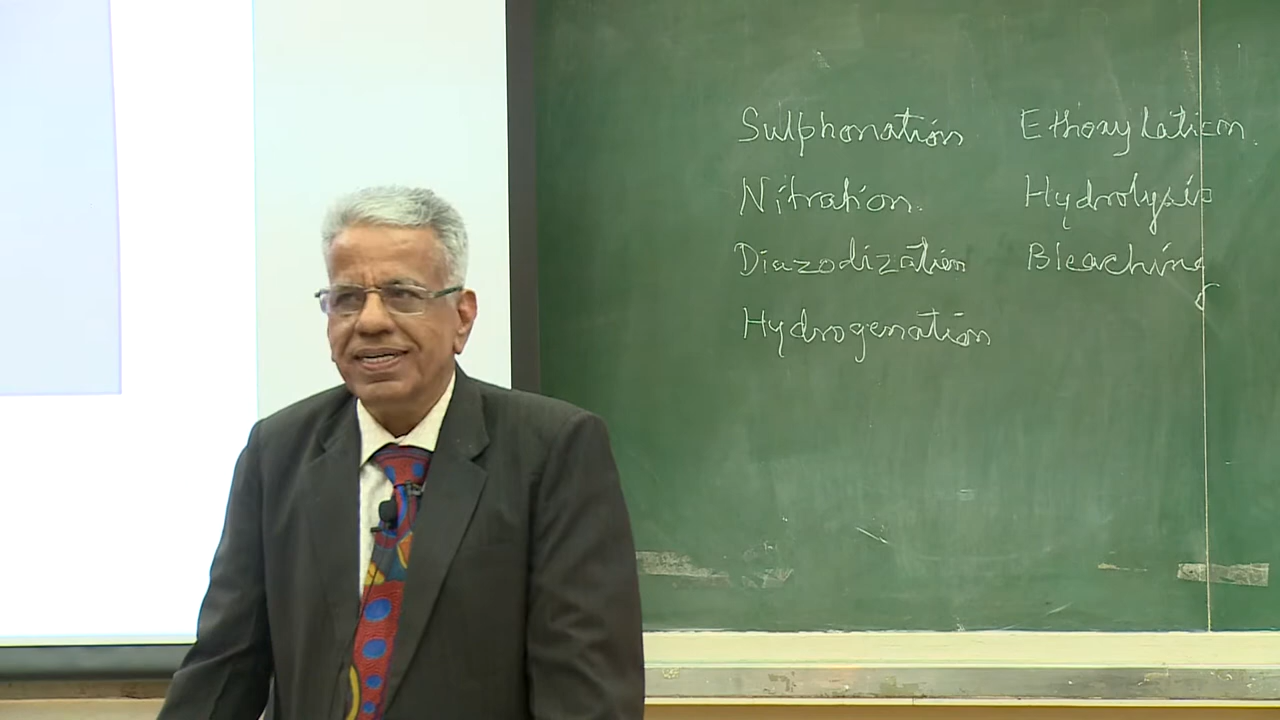 Sulphonation
Nitration.
Diazodization
Hydrogenation
Ethoxylation.
Hydrolysis
Bleaching